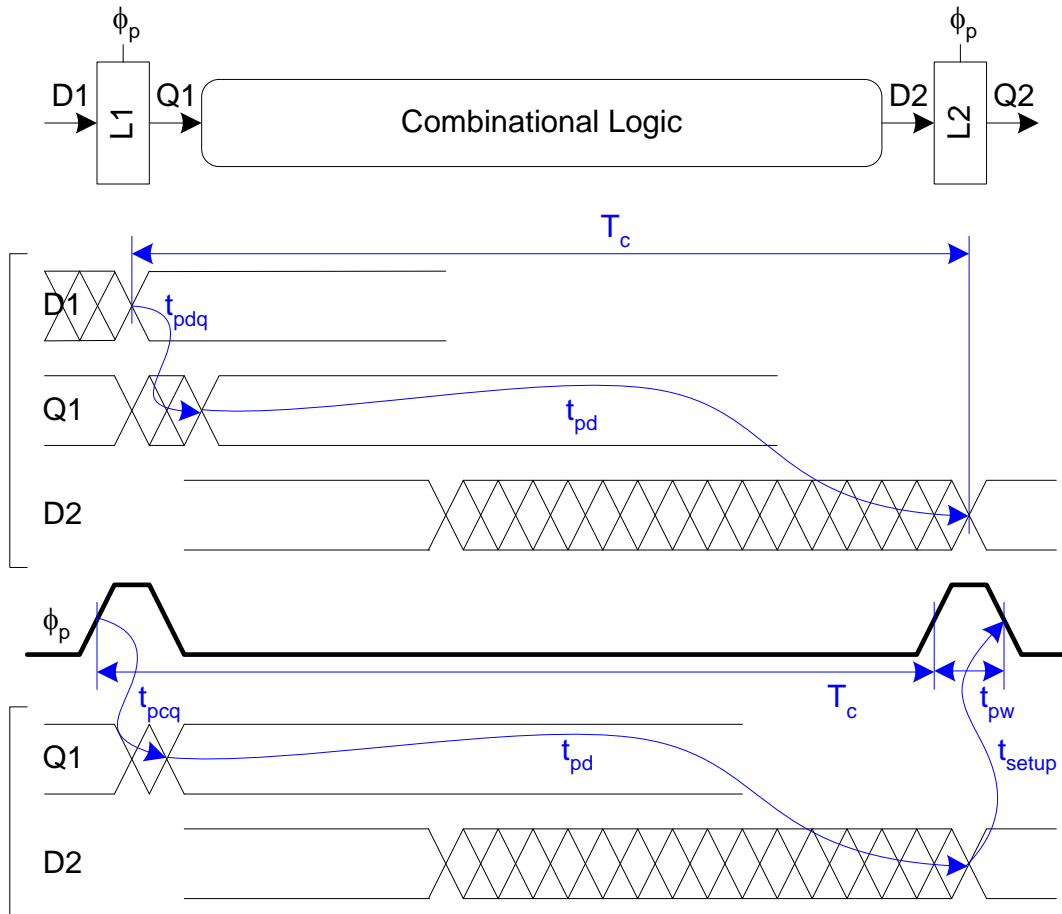 ϕp ϕp
D1 L1 Q1 Combinational Logic D2 L2 Q2
Tc
D1 tpdq
Q1 tpd
D2
ϕp
Tc tpw
tpcq
Q1 tpd tsetup
D2